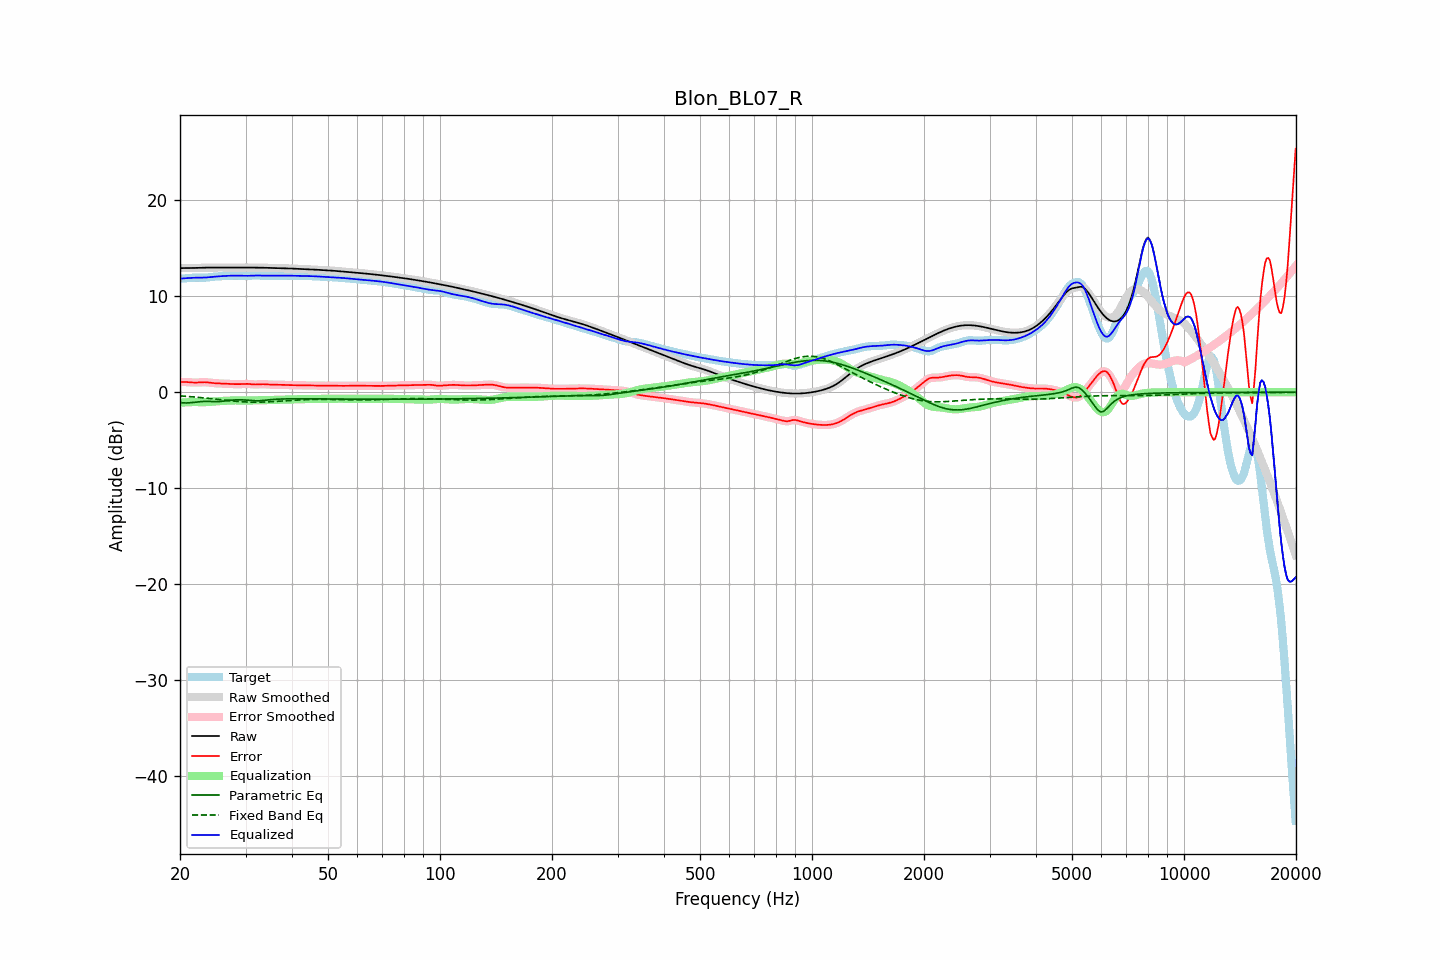 Blon_BL07_R
Amplitude (dBr)
20
10
0
−10
−20
−30
−40
Target
Raw Smoothed
Error Smoothed
Raw
Error
Equalization
Parametric Eq
Fixed Band Eq
Equalized
20 50 100 200 500 1000 2000 5000 10000 20000
Frequency (Hz)